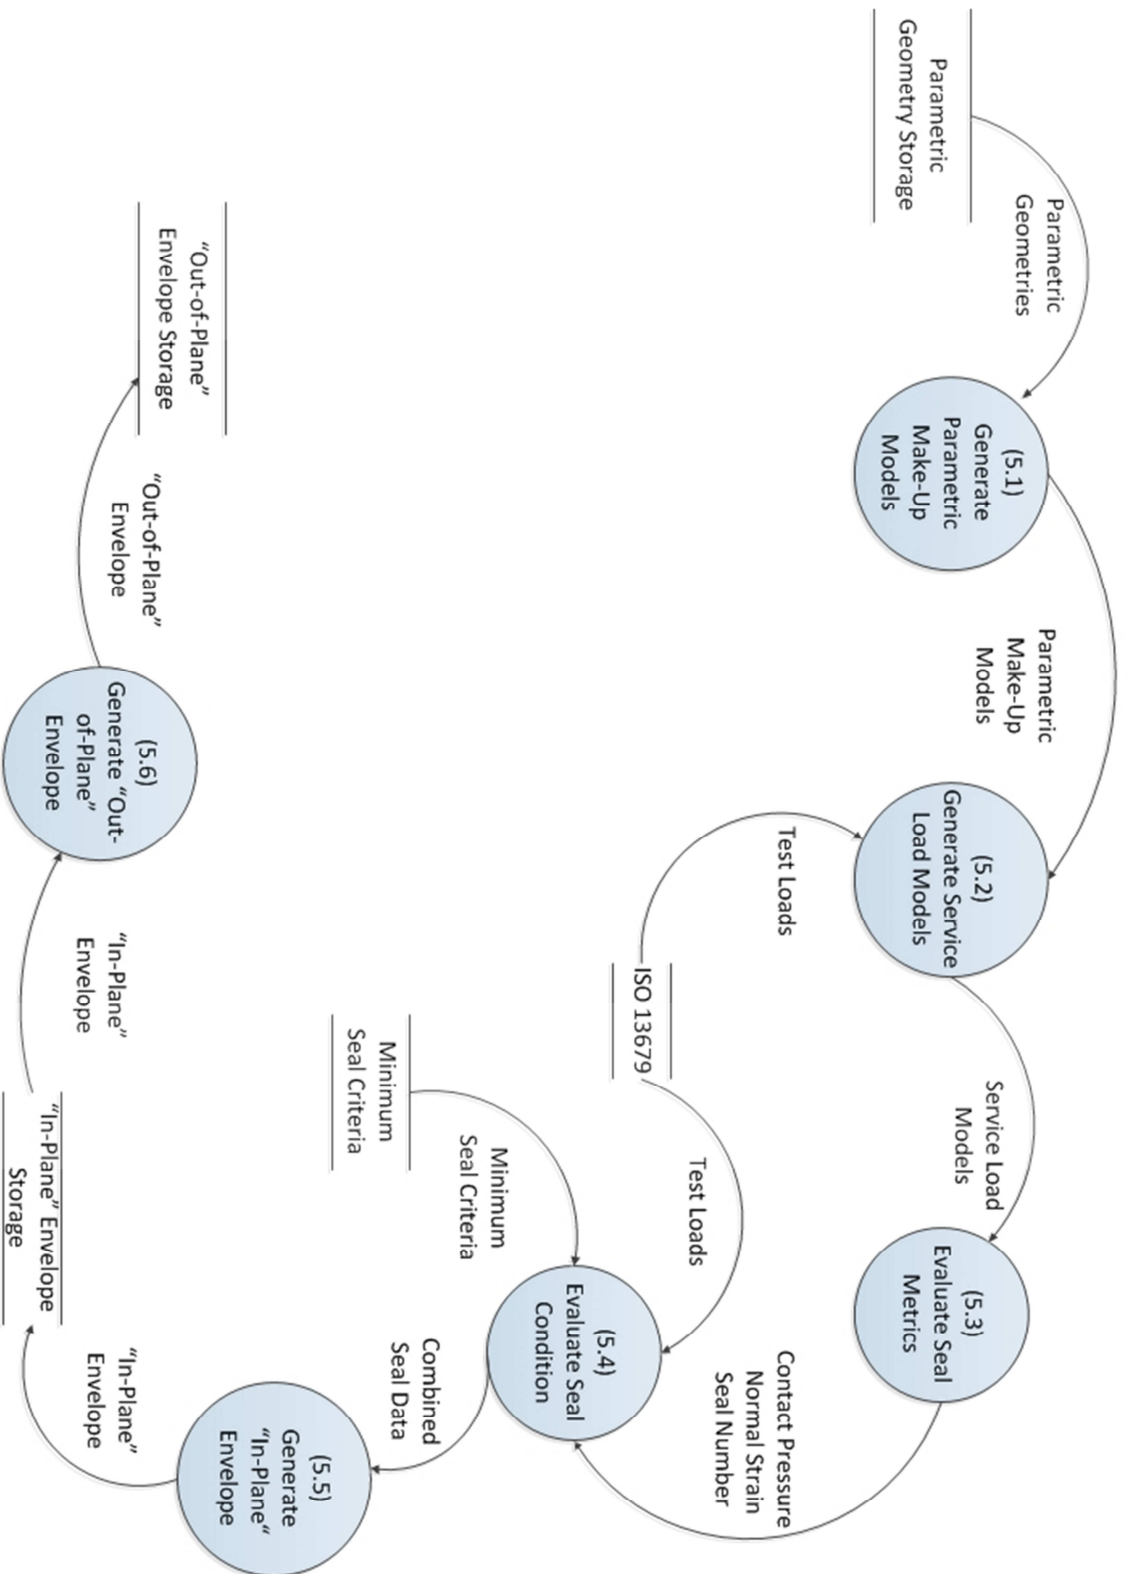 Parametric
Geometry Storage
Parametric
Geometries
(5.1)
Generate
Parametric
Make-Up
Models
Parametric
Make-Up
Models
(5.2)
Generate Service
Load Models
Service Load
Models
(5.3)
Evaluate Seal
Metrics
Test Loads
ISO 13679
Test Loads
Contact Pressure
Normal Strain
Seal Number
Minimum
Seal Criteria
Minimum
Seal Criteria
(5.4)
Evaluate Seal
Condition
Combined
Seal Data
(5.5)
Generate
“In-Plane“
Envelope
“In-Plane”
Envelope
“In-Plane” Envelope
Storage
“In-Plane”
Envelope
(5.6)
Generate “Out-
of-Plane”
Envelope
“Out-of-Plane”
Envelope
“Out-of-Plane”
Envelope Storage